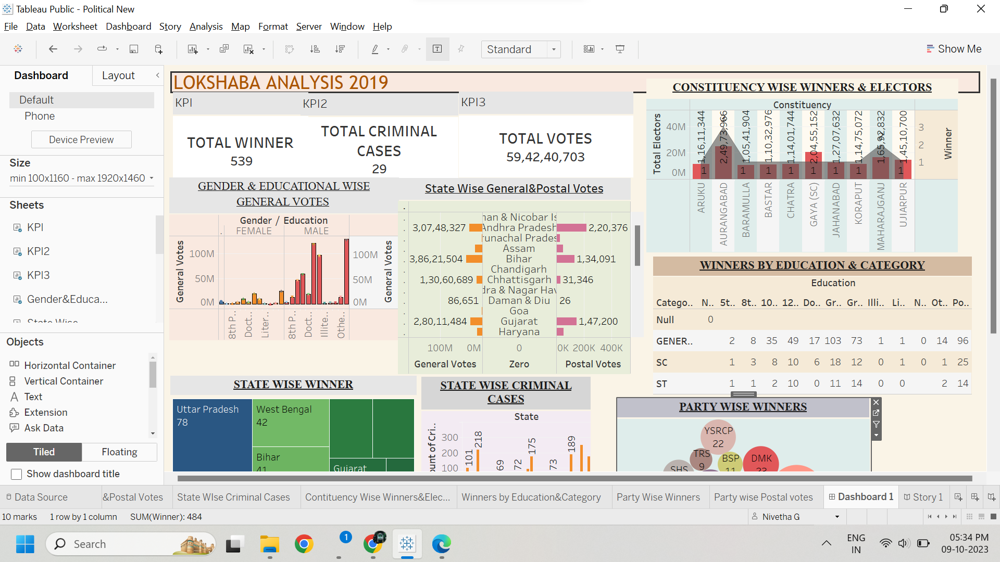 Tableau Public - Political New
File Data Worksheet Dashboard Story Analysis Map Format Server Window Help
Standard
Show Me
Dashboard Layout
Default
Phone
Device Preview
Size
min 100x1160 - max 1920x1460
Sheets
KPI
KPI2
KPI3
Gender&Educa...
Objects
Horizontal Container
Vertical Container
Text
Extension
Ask Data
Tiled Floating
Show dashboard title
LOKSHABA ANALYSIS 2019
KPI
TOTAL WINNER
539
KPI2
TOTAL CRIMINAL
CASES
29
KPI3
TOTAL VOTES
59,42,40,703
CONSTITUENCY WISE WINNERS & ELECTORS
Constituency
Total Electors
40M
20M
0M
1,16,11,344 2,49,73,966 1,05,41,904 1,10,32,976 1,14,01,744 2,04,55,152 1,27,07,632 1,14,75,072 1,65,92,832 1,45,10,700
1 1 1 1 1 1 1 1
3
2
1
Winner
ARUKU AURANGABAD BARAMULLA BASTAR CHATRA GAYA (SC) JAHANABAD KORAPUT MAHARAJGANJ UJIARPUR
GENDER & EDUCATIONAL WISE
GENERAL VOTES
Gender / Education
FEMALE MALE
General Votes
100M
50M
0M
100M
50M
0M
General Votes
8th P.. Doct.. Liter.. 8th P.. Doct.. Illite.. Othe..
State Wise General&Postal Votes
nan & Nicobar Is
3,07,48,327 Andhra Pradesh 2,20,376
runachal Prades
Assam
3,86,21,504 Bihar 1,34,091
Chandigarh
1,30,60,689 Chhattisgarh 31,346
dra & Nagar Hav
86,651 Daman & Diu 26
Goa
2,80,11,484 Gujarat 1,47,200
Haryana
100M 0M 0 0K 200K 400K
General Votes Zero Postal Votes
WINNERS BY EDUCATION & CATEGORY
Education
Catego.. N.. 5t.. 8t.. 10.. 12.. Do.. Gr.. Gr.. Illi.. Li.. N.. Ot.. Po..
Null 0
GENER.. 2 8 35 49 17 103 73 1 1 0 14 96
SC 1 3 8 10 6 18 12 0 1 0 1 25
ST 1 1 2 10 0 11 14 0 0 2 14
STATE WISE WINNER
Uttar Pradesh
78
West Bengal
42
Bihar
41
Gujarat
STATE WISE CRIMINAL
CASES
State
ount of Cri..
300
200
100
101 218 69 72 175 73 189
PARTY WISE WINNERS
YSRCP
22
TRS
9
BSP
11
DMK
23
SHS
Data Source &Postal Votes State WIse Criminal Cases Contituency Wise Winners&Elec... Winners by Education&Category Party Wise Winners Party wise Postal votes Dashboard 1 Story 1
10 marks 1 row by 1 column SUM(Winner): 484 Nivetha G
Search
1
ENG
IN
05:34 PM
09-10-2023